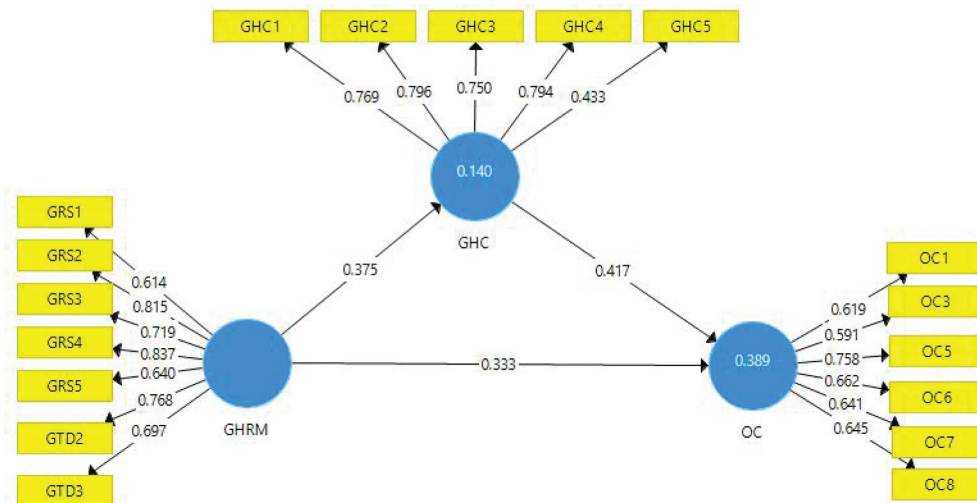 GHC1 GHC2 GHC3 GHC4 GHC5
0.769 0.796 0.750 0.794 0.433
0.140
GHC
GRS1
GRS2
GRS3
GRS4
GRS5
GTD2
GTD3
0.614
0.815
0.719
0.837
0.640
0.768
0.697
GHRM
0.375
0.417
0.333
0.389
OC
0.619
0.591
0.758
0.662
0.641
0.645
OC1
OC3
OC5
OC6
OC7
OC8